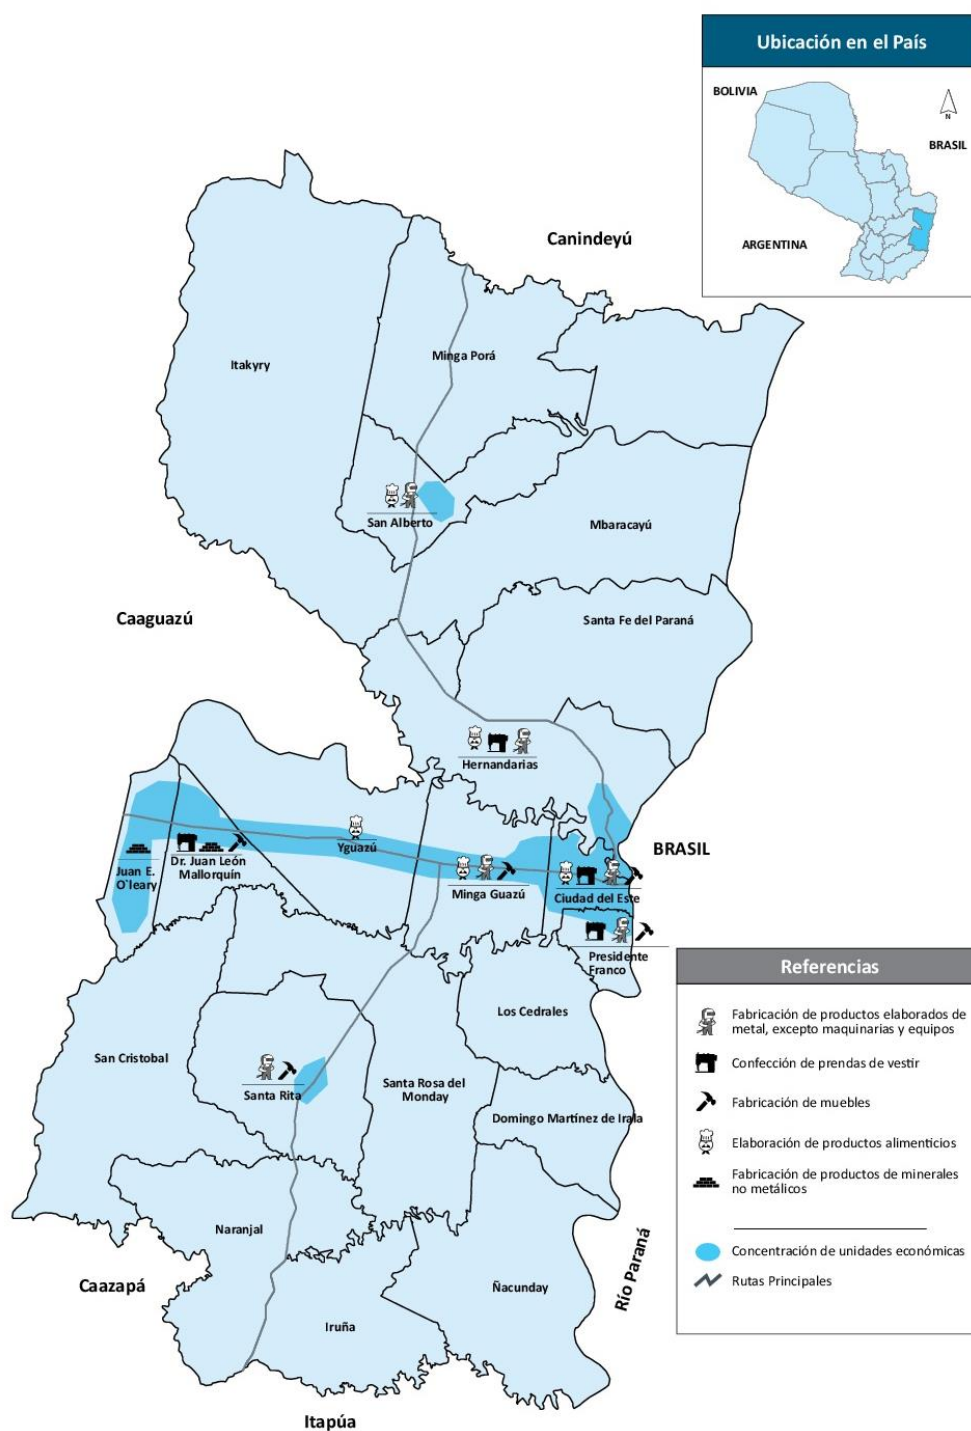 Ubicación en el País
BOLIVIA
N
BRASIL
ARGENTINA
Canindeyú
Itakyry
Minga Porá
San Alberto
Mbaracayú
Caaguazú
Santa Fe del Paraná
Hernandarias
BRASIL
Juan E.
O`leary
Dr. Juan León
Mallorquín
Yguazú
Minga Guazú
Ciudad del Este
Presidente
Franco
Los Cedrales
San Cristobal
Santa Rita
Santa Rosa del
Monday
Domingo Martínez de Irala
Naranjal
Caazapá
Ñacunday
Río Paraná
Iruña
Itapúa
Referencias
Fabricación de productos elaborados de
metal, excepto maquinarias y equipos
Confección de prendas de vestir
Fabricación de muebles
Elaboración de productos alimenticios
Fabricación de productos de minerales
no metálicos
Concentración de unidades económicas
Rutas Principales